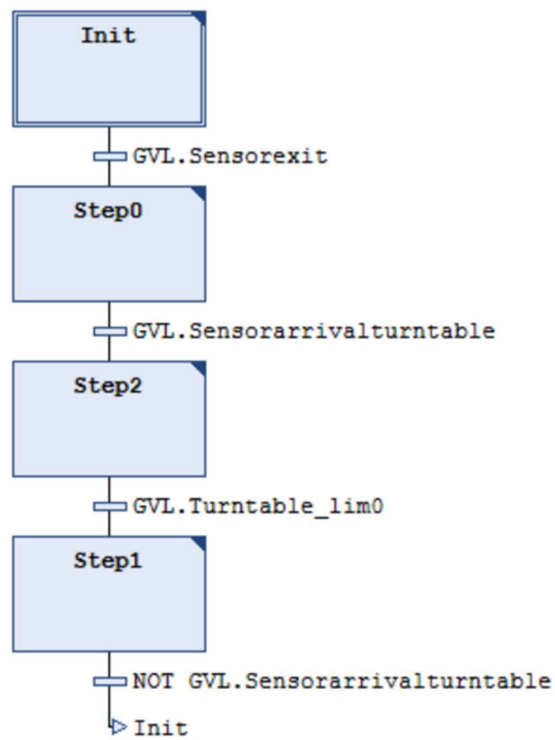 Init
GVL.Sensorexit
Step0
GVL.Sensorarrivalturntable
Step2
GVL.Turntable_lim0
Step1
NOT GVL.Sensorarrivalturntable
Init